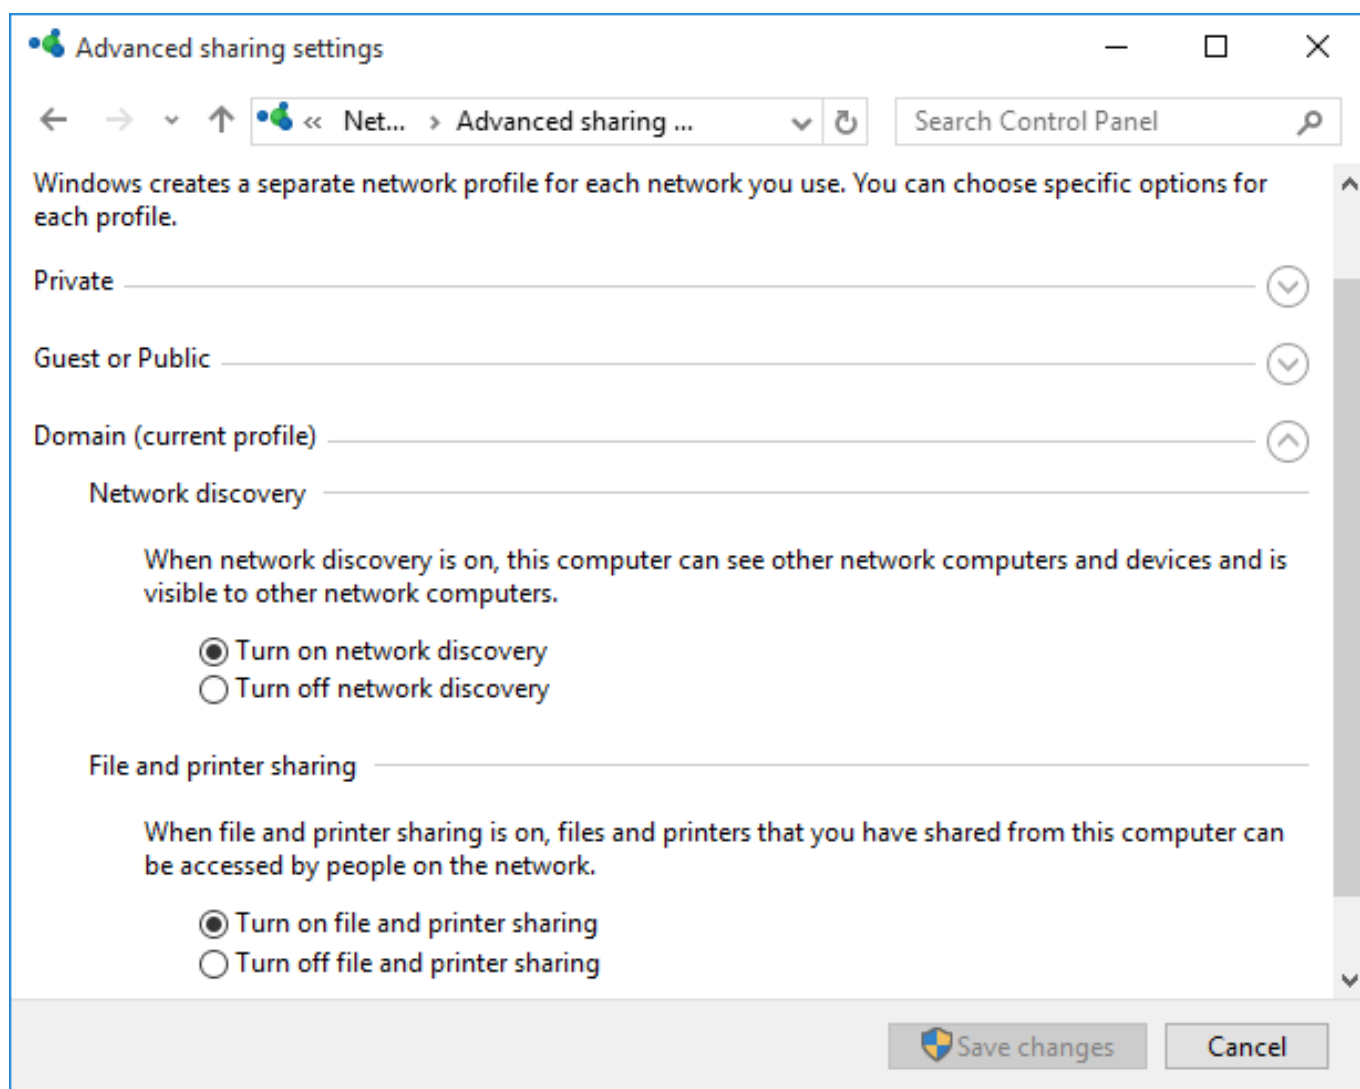 Advanced sharing settings
« Net... > Advanced sharing ...
Search Control Panel
Windows creates a separate network profile for each network you use. You can choose specific options for
each profile.
Private
Guest or Public
Domain (current profile)
Network discovery
When network discovery is on, this computer can see other network computers and devices and is
visible to other network computers.
Turn on network discovery
Turn off network discovery
File and printer sharing
When file and printer sharing is on, files and printers that you have shared from this computer can
be accessed by people on the network.
Turn on file and printer sharing
Turn off file and printer sharing
Save changes
Cancel